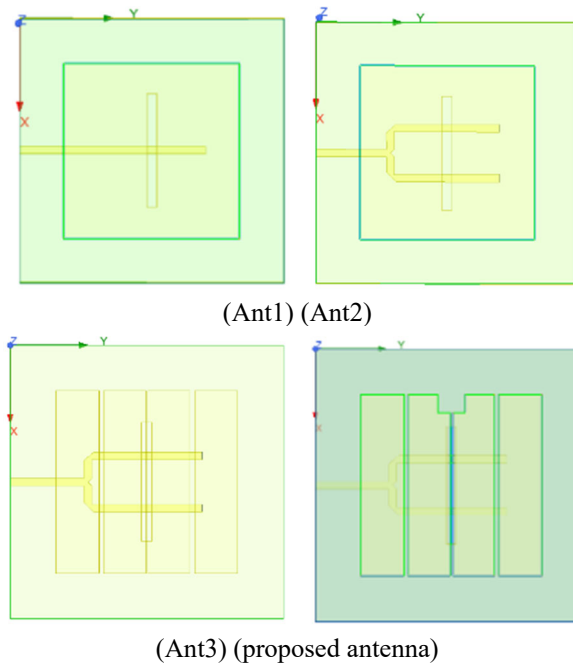 Z Y Z Y
X X
(Ant1) (Ant2)
Z Y Z Y
X X
(Ant3) (proposed antenna)